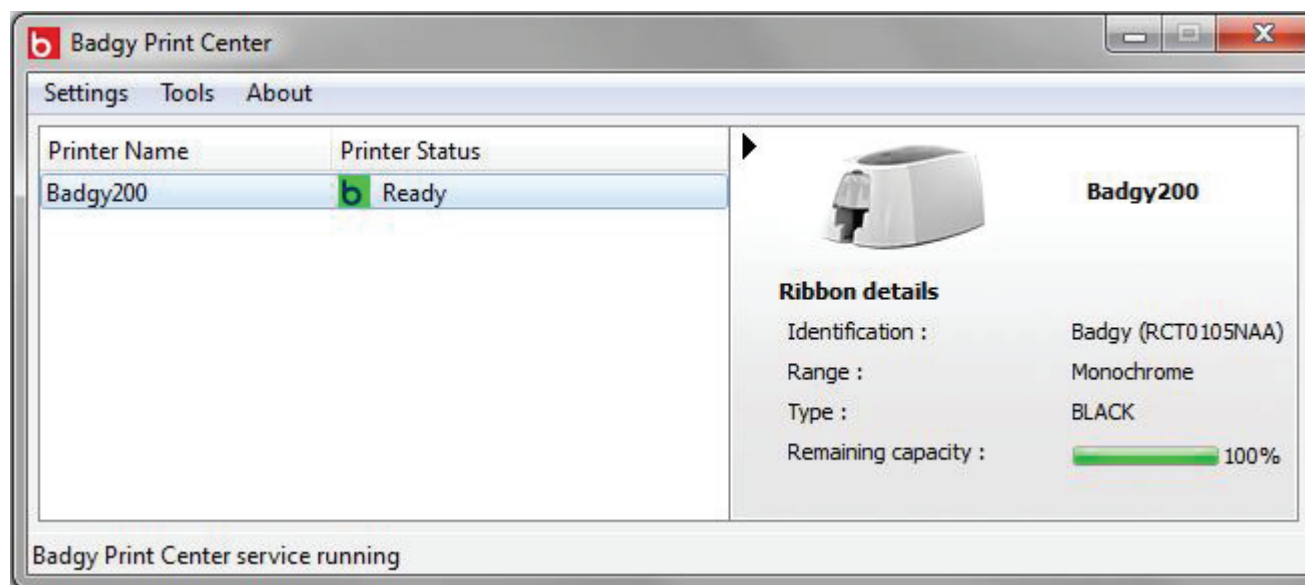 b Badgy Print Center
Settings Tools About
Printer Name Printer Status
Badgy200 b Ready
Badgy200
Ribbon details
Identification : Badgy (RCT0105NAA)
Range : Monochrome
Type : BLACK
Remaining capacity : 100%
Badgy Print Center service running